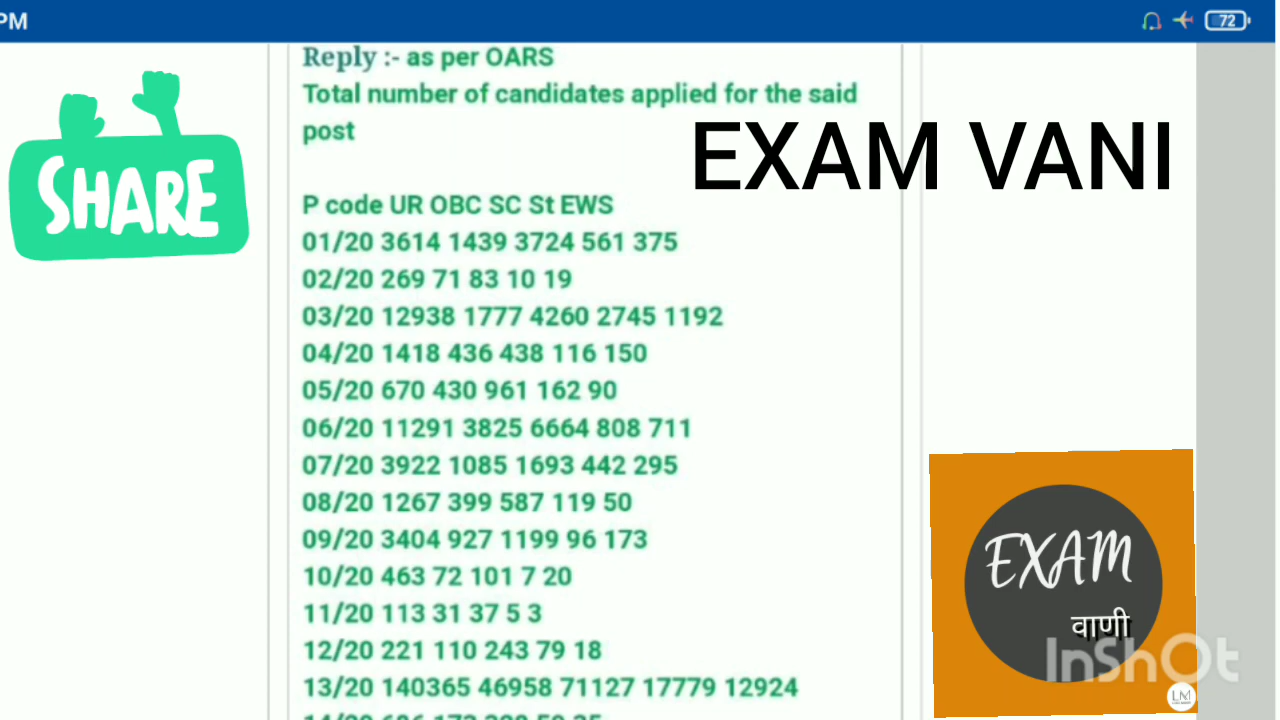 PM
72
Reply :- as per OARS
Total number of candidates applied for the said
post
SHARE
EXAM VANI
P code UR OBC SC St EWS
01/20 3614 1439 3724 561 375
02/20 269 71 83 10 19
03/20 12938 1777 4260 2745 1192
04/20 1418 436 438 116 150
05/20 670 430 961 162 90
06/20 11291 3825 6664 808 711
07/20 3922 1085 1693 442 295
08/20 1267 399 587 119 50
09/20 3404 927 1199 96 173
10/20 463 72 101 7 20
11/20 113 31 37 5 3
12/20 221 110 243 79 18
13/20 140365 46958 71127 17779 12924
EXAM
वाणी
InShOt
LM